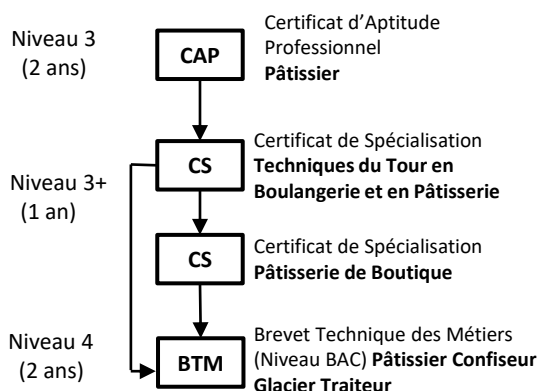 Niveau 3
(2 ans)
CAP
Certificat d’Aptitude
Professionnel
Pâtissier
Niveau 3+
(1 an)
CS
Certificat de Spécialisation
Techniques du Tour en
Boulangerie et en Pâtisserie
CS
Certificat de Spécialisation
Pâtisserie de Boutique
Niveau 4
(2 ans)
BTM
Brevet Technique des Métiers
(Niveau BAC) Pâtissier Confiseur
Glacier Traiteur